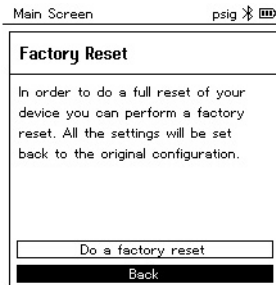 Main Screen psig
Factory Reset
In order to do a full reset of your
device you can perform a factory
reset. All the settings will be set
back to the original configuration.
Do a factory reset
Back